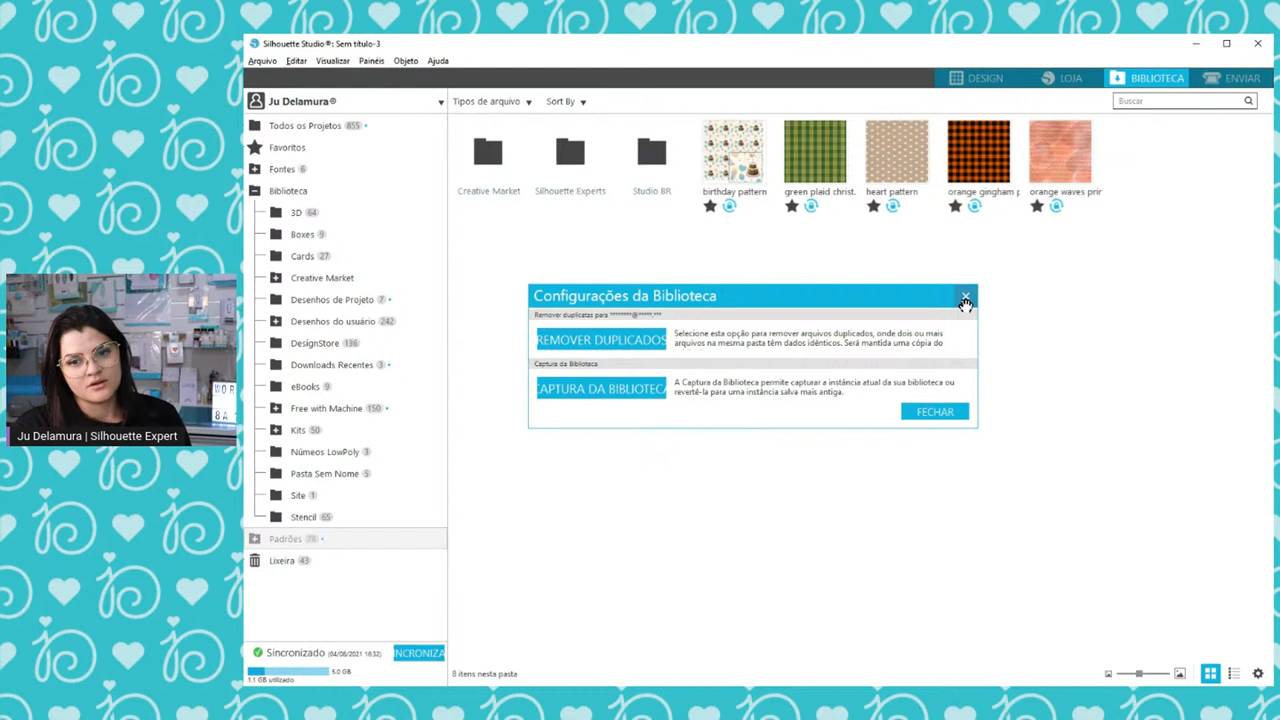 Silhouette Studio®: Sem título-3
Arquivo Editar Visualizar Painéis Objeto Ajuda
DESIGN LOJA BIBLIOTECA ENVIAR
Ju Delamura®
Tipos de arquivo Sort By Buscar
Todos os Projetos 855
Favoritos
Fontes 6
Biblioteca
3D 64
Boxes 9
Cards 27
Creative Market
Desenhos de Projeto 7
Desenhos do usuário 242
DesignStore 136
Downloads Recentes 3
eBooks 9
Free with Machine 150
Kits 50
Númeos LowPoly 3
Pasta Sem Nome 5
Site 1
Stencil 65
Padrões 78
Lixeira 43
Sincronizado (04/08/2021 16:32) INCRONIZA
5.0 GB
1.1 GB utilizado
Creative Market Silhouette Experts Studio BR birthday pattern green plaid christ. heart pattern orange gingham p orange waves prir
Configurações da Biblioteca
Remover duplicatas para ********@*****.***
REMOVER DUPLICADOS
Selecione esta opção para remover arquivos duplicados, onde dois ou mais
arquivos na mesma pasta têm dados idênticos. Será mantida uma cópia do
Captura da Biblioteca
CAPTURA DA BIBLIOTECA
A Captura da Biblioteca permite capturar a instância atual da sua biblioteca ou
revertê-la para uma instância salva mais antiga.
FECHAR
8 itens nesta pasta
WOR
8A
Ju Delamura | Silhouette Expert